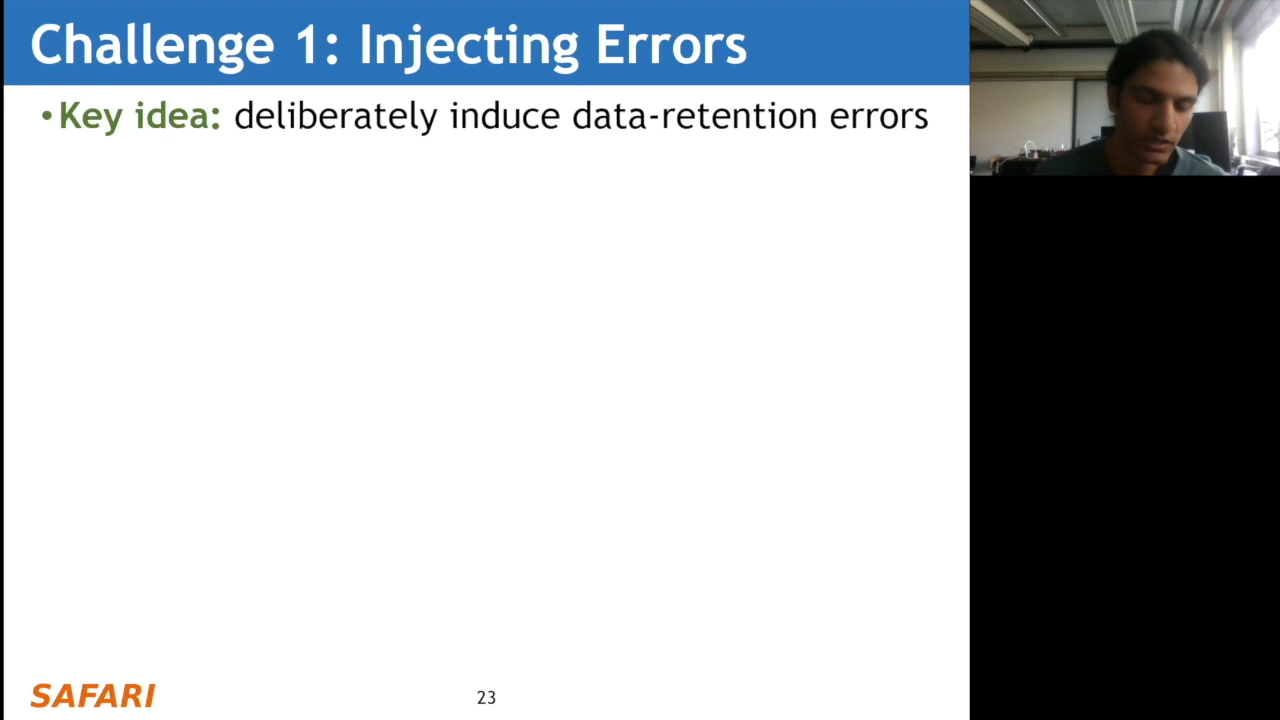 Challenge 1: Injecting Errors
•Key idea: deliberately induce data-retention errors
SAFARI
23